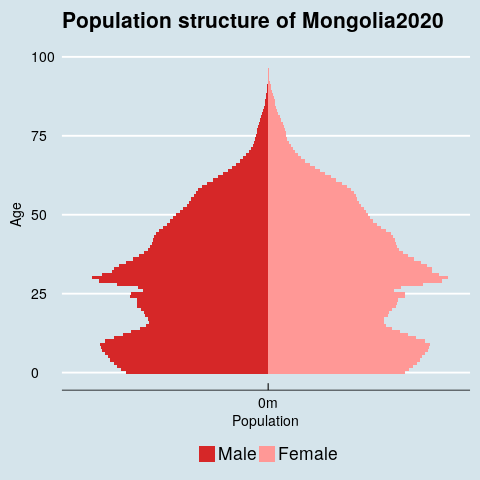 Population structure of Mongolia2020
100
75
50
25
0
Age
0m
Population
Male Female